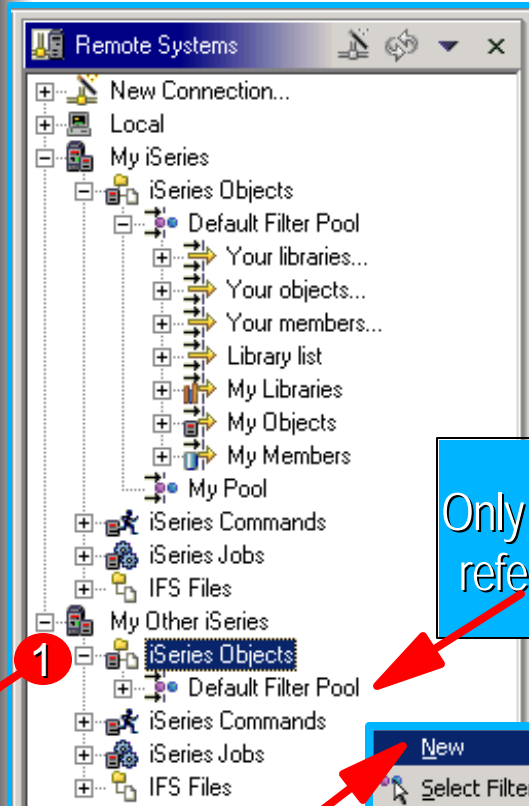 Remote Systems
New Connection...
Local
My iSeries
iSeries Objects
Default Filter Pool
Your libraries...
Your objects...
Your members...
Library list
My Libraries
My Objects
My Members
My Pool
iSeries Commands
iSeries Jobs
IFS Files
My Other iSeries
iSeries Objects
Default Filter Pool
iSeries Commands
iSeries Jobs
IFS Files
Only
refe
1
New
Select Filte